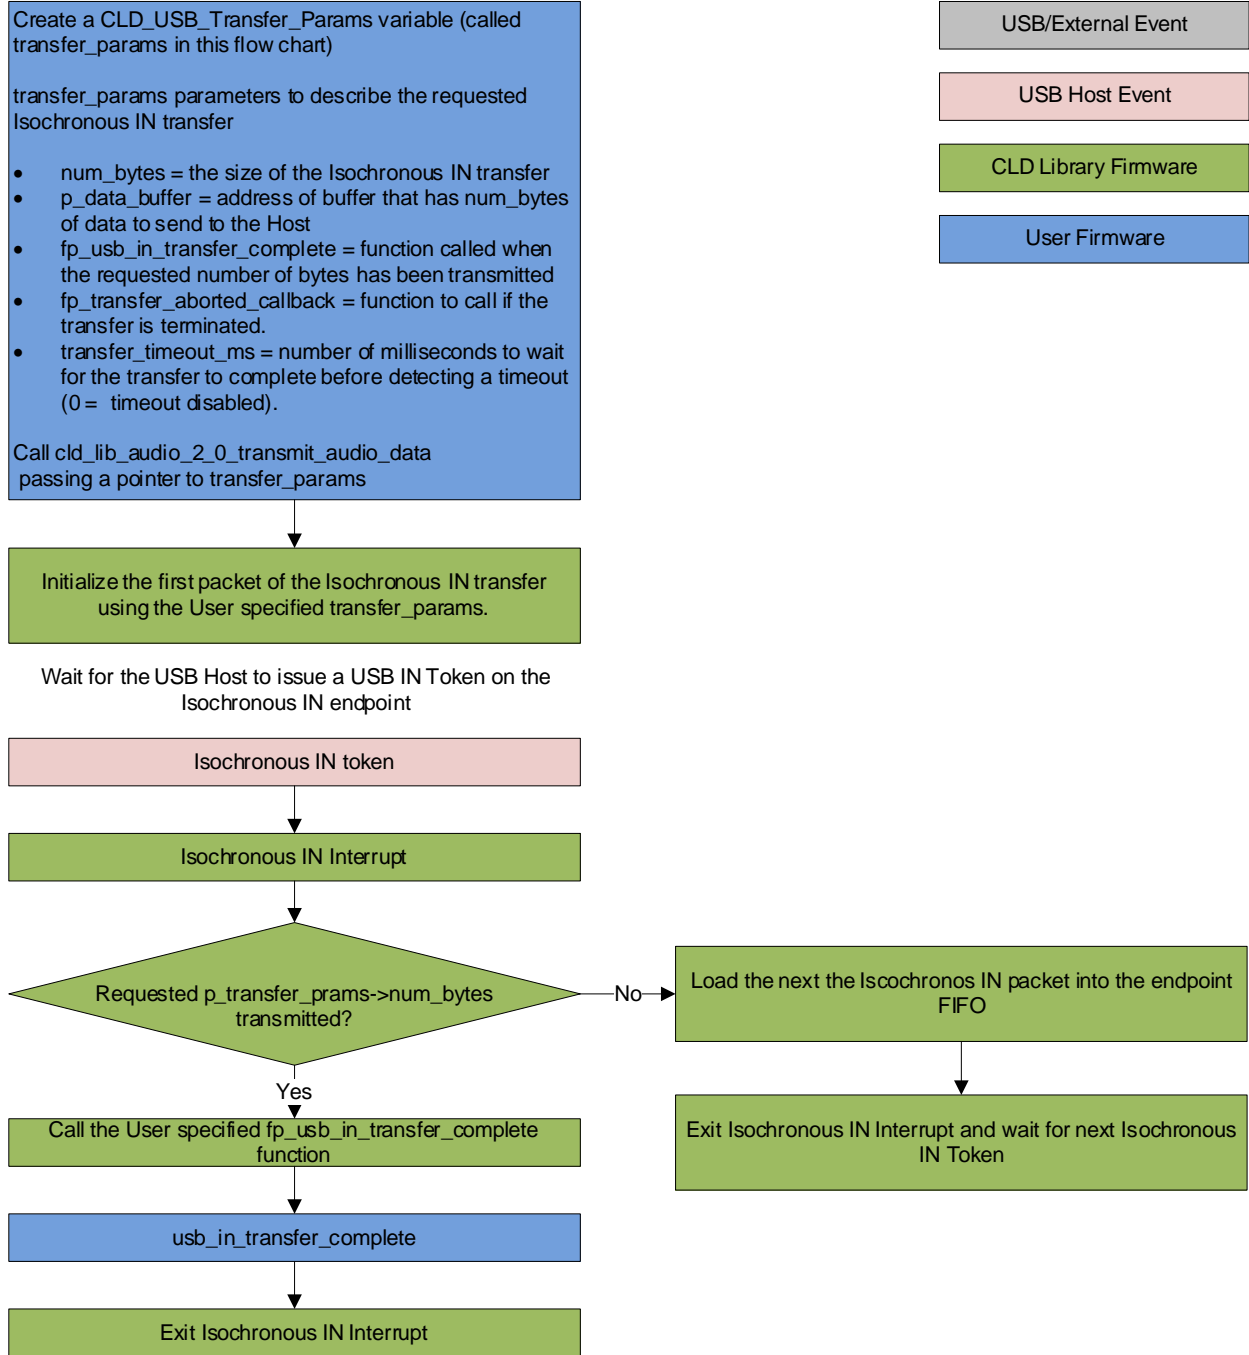 Create a CLD_USB_Transfer_Params variable (called
transfer_params in this flow chart)
transfer_params parameters to describe the requested
Isochronous IN transfer
• num_bytes = the size of the Isochronous IN transfer
• p_data_buffer = address of buffer that has num_bytes
of data to send to the Host
• fp_usb_in_transfer_complete = function called when
the requested number of bytes has been transmitted
• fp_transfer_aborted_callback = function to call if the
transfer is terminated.
• transfer_timeout_ms = number of milliseconds to wait
for the transfer to complete before detecting a timeout
(0 = timeout disabled).
Call cld_lib_audio_2_0_transmit_audio_data
passing a pointer to transfer_params
USB/External Event
USB Host Event
CLD Library Firmware
User Firmware
Initialize the first packet of the Isochronous IN transfer
using the User specified transfer_params.
Wait for the USB Host to issue a USB IN Token on the
Isochronous IN endpoint
Isochronous IN token
Isochronous IN Interrupt
Requested p_transfer_prams->num_bytes
transmitted?
No
Load the next the Iscochronos IN packet into the endpoint
FIFO
Yes
Call the User specified fp_usb_in_transfer_complete
function
Exit Isochronous IN Interrupt and wait for next Isochronous
IN Token
usb_in_transfer_complete
Exit Isochronous IN Interrupt